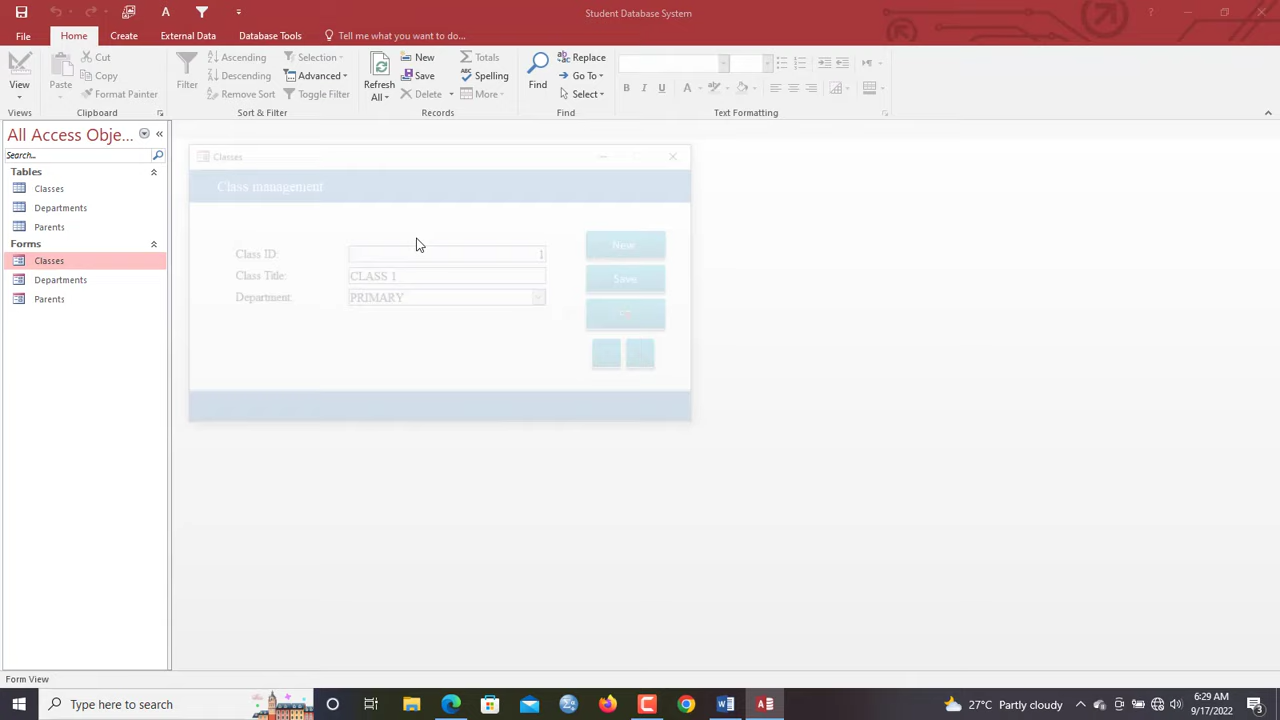 Student Database System
File Home Create External Data Database Tools Tell me what you want to do...
View
Views
Paste
Cut
Copy
Format Painter
Clipboard
Filter
Ascending
Descending
Remove Sort
Selection
Advanced
Toggle Filter
Sort & Filter
Refresh
All
New
Save
Delete
Totals
Spelling
More
Records
Find
Replace
Go To
Select
Find
B I U A
Text Formatting
All Access Obje...
Search...
Tables
Classes
Departments
Parents
Forms
Classes
Departments
Parents
Classes
Class management
Class ID: 1
Class Title: CLASS 1
Department: PRIMARY
New
Save
Form View
Type here to search
27°C Partly cloudy
6:29 AM
9/17/2022
3